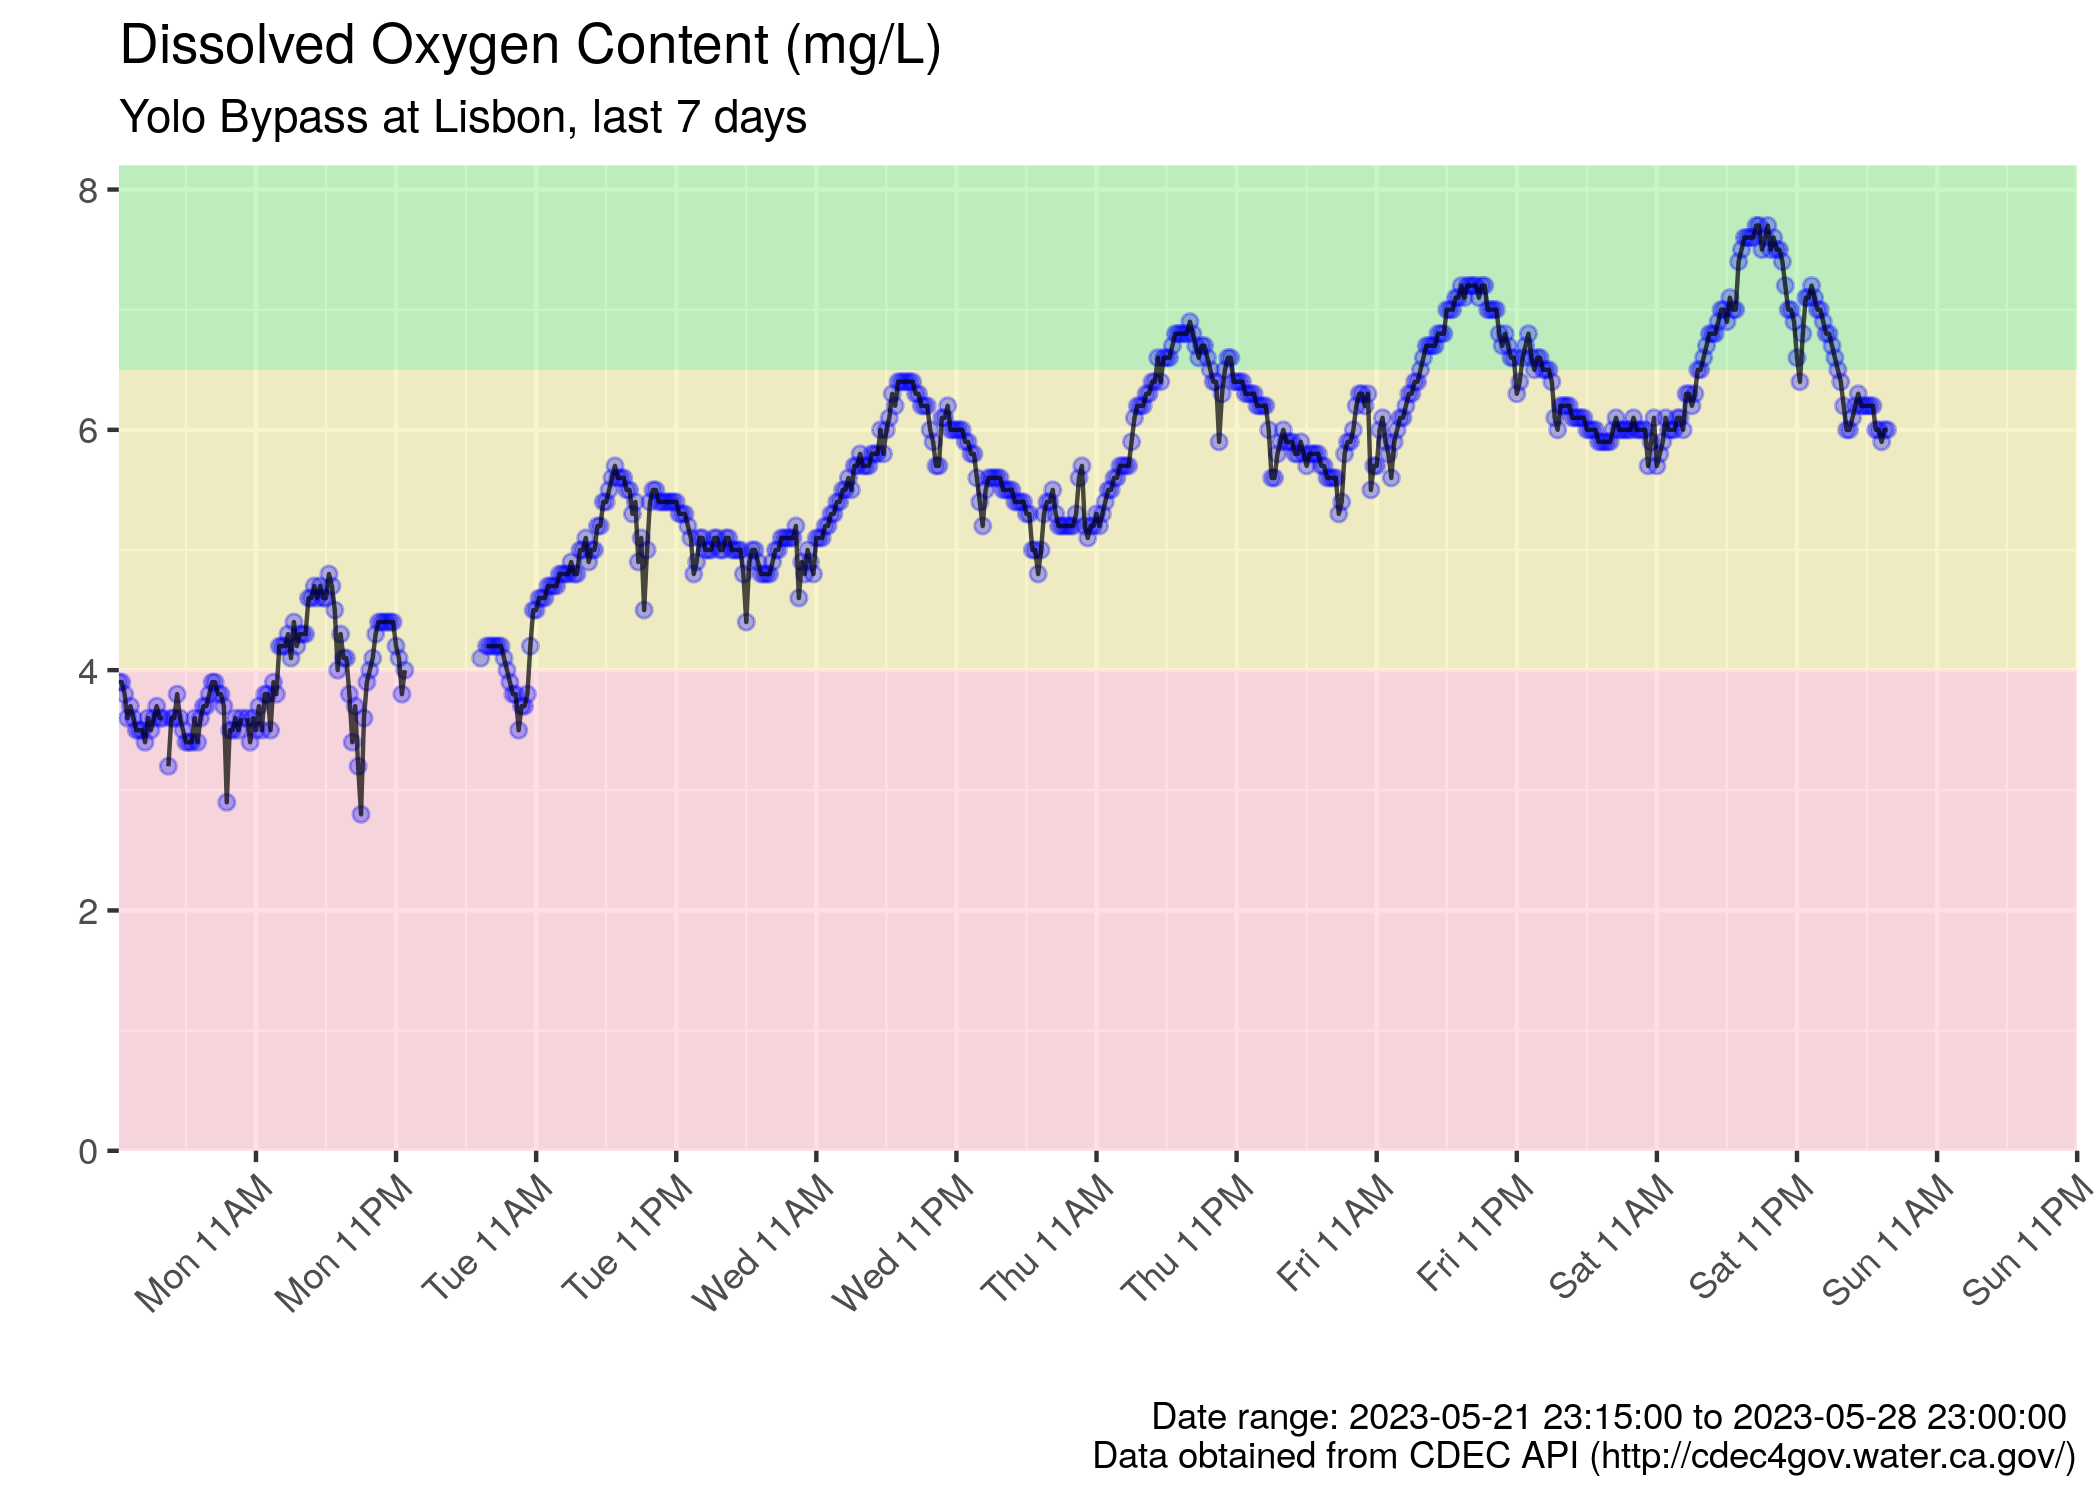 Dissolved Oxygen Content (mg/L)
Yolo Bypass at Lisbon, last 7 days
8
6
4
2
0
Mon 11AM
Mon 11PM
Tue 11AM
Tue 11PM
Wed 11AM
Wed 11PM
Thu 11AM
Thu 11PM
Fri 11AM
Fri 11PM
Sat 11AM
Sat 11PM
Sun 11AM
Sun 11PM
Date range: 2023-05-21 23:15:00 to 2023-05-28 23:00:00
Data obtained from CDEC API (http://cdec4gov.water.ca.gov/)